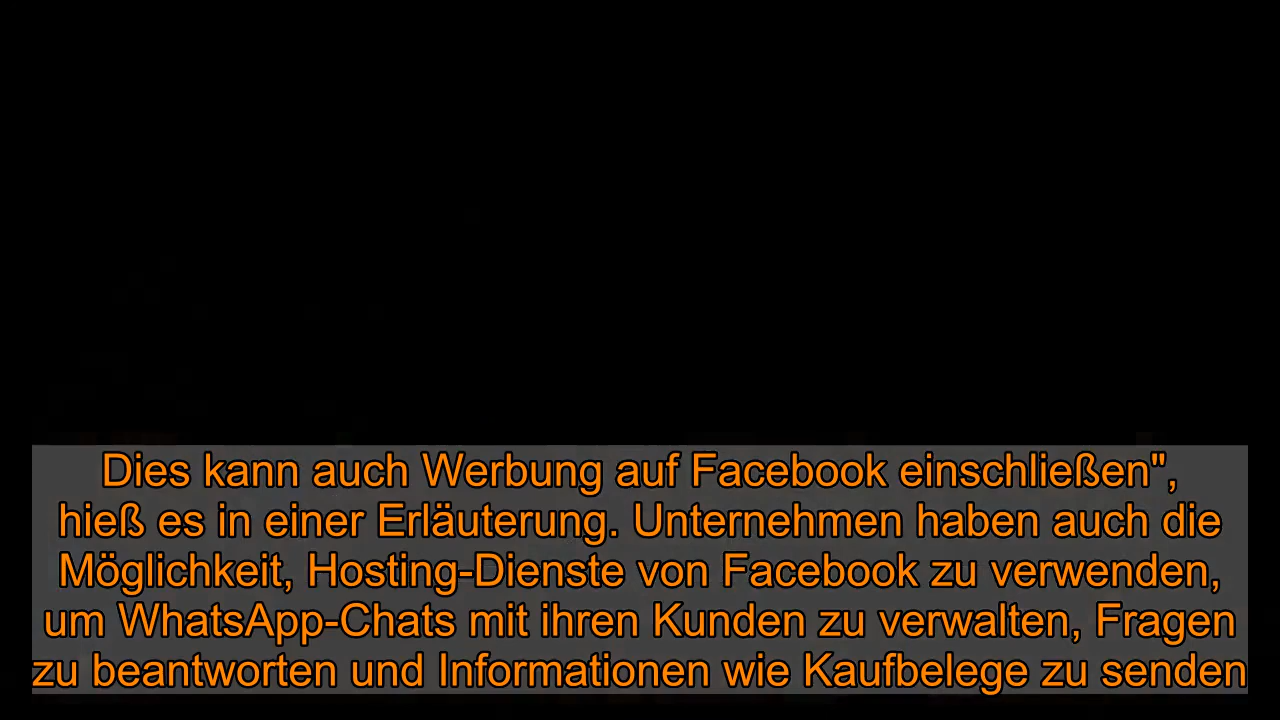 Dies kann auch Werbung auf Facebook einschließen",
hieß es in einer Erläuterung. Unternehmen haben auch die
Möglichkeit, Hosting-Dienste von Facebook zu verwenden,
um WhatsApp-Chats mit ihren Kunden zu verwalten, Fragen
zu beantworten und Informationen wie Kaufbelege zu senden